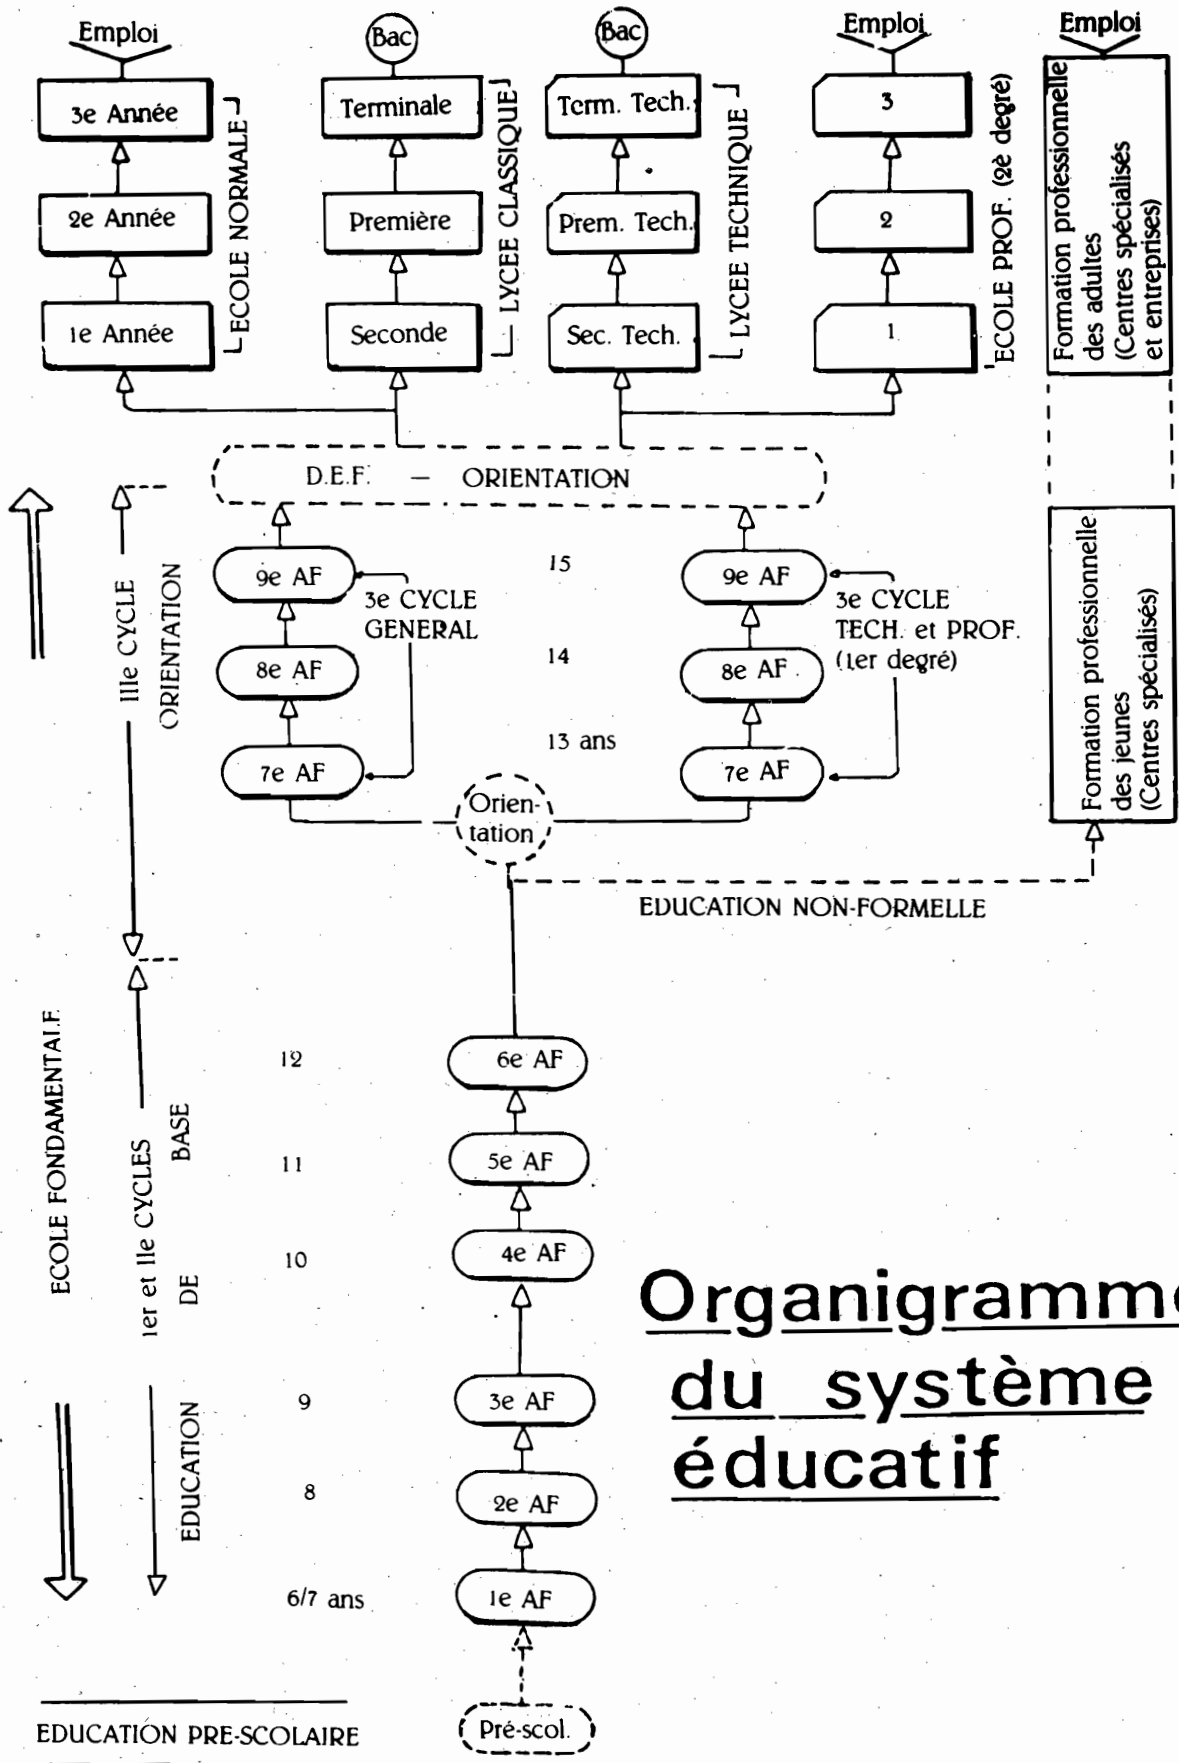 Emploi
Bac
Bac
Emploi
Emploi
3e Année
Terminale
Term. Tech.
3
2e Année
Première
Prem. Tech.
2
1e Année
Seconde
Sec. Tech.
1
ECOLE NORMALE
LYCEE CLASSIQUE
LYCEE TECHNIQUE
ECOLE PROF. (2è degré)
Formation professionnelle
des adultes
(Centres spécialisés
et entreprises)
D.E.F. — ORIENTATION
9e AF
15
9e AF
3e CYCLE
GENERAL
3e CYCLE
TECH. et PROF.
(1er degré)
8e AF
14
8e AF
13 ans
7e AF
7e AF
Orien-
tation
Formation professionnelle
des jeunes
(Centres spécialisés)
EDUCATION NON-FORMELLE
IIIe CYCLE
ORIENTATION
ECOLE FONDAMENTALE
1er et IIe CYCLES
EDUCATION DE BASE
12
6e AF
11
5e AF
10
4e AF
9
3e AF
8
2e AF
6/7 ans
1e AF
Organigramme
du système
éducatif
EDUCATION PRE-SCOLAIRE
Pré-scol.